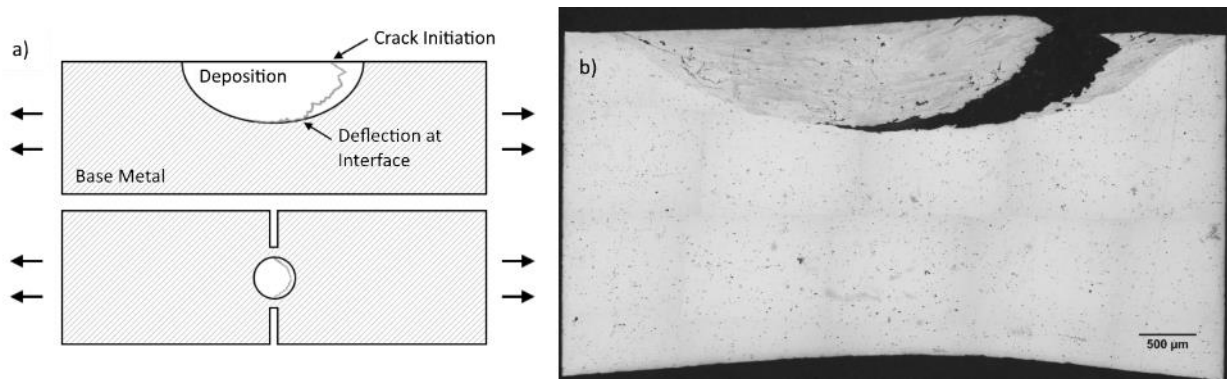 a)
Crack Initiation
Deposition
Deflection at
Interface
Base Metal
b)
500 µm